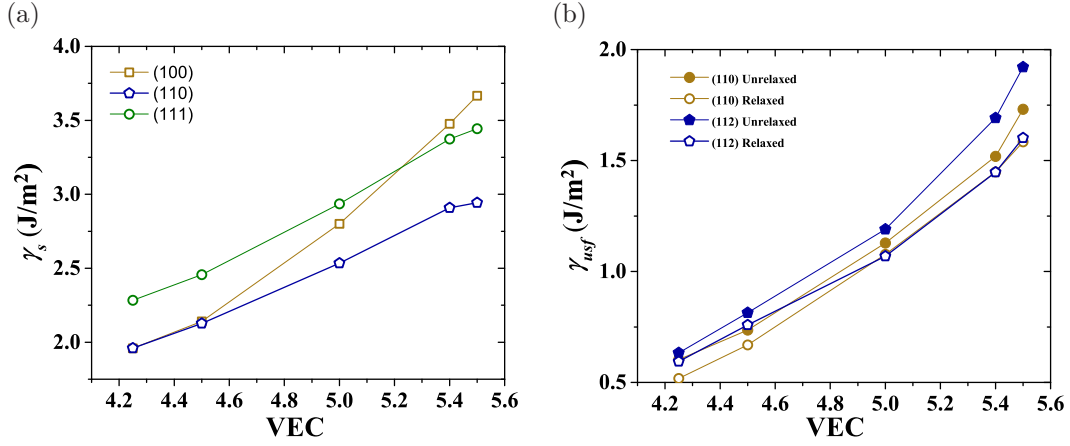 (a)
4.0
3.5
3.0
2.5
2.0
γs (J/m²)
(100)
(110)
(111)
4.2 4.4 4.6 4.8 5.0 5.2 5.4 5.6
VEC
(b)
2.0
1.5
1.0
0.5
γusf (J/m²)
(110) Unrelaxed
(110) Relaxed
(112) Unrelaxed
(112) Relaxed
4.2 4.4 4.6 4.8 5.0 5.2 5.4 5.6
VEC